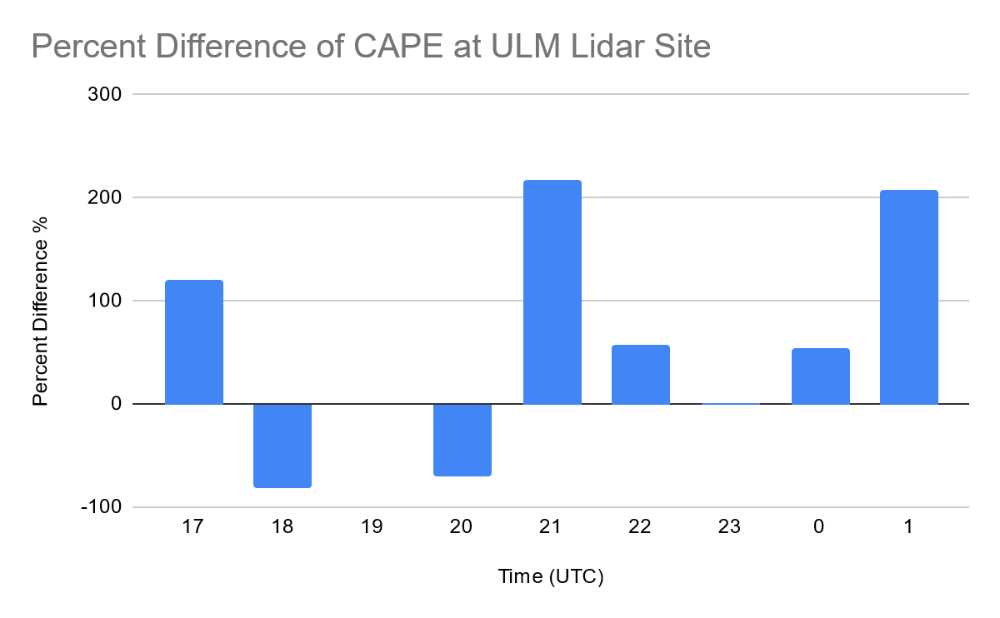 Percent Difference of CAPE at ULM Lidar Site
300
200
100
0
-100
Percent Difference %
17 18 19 20 21 22 23 0 1
Time (UTC)